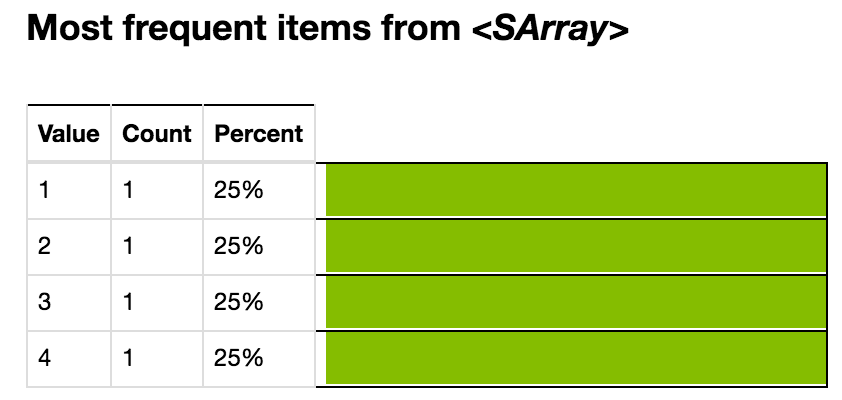 Most frequent items from <SArray>
Value Count Percent
1 1 25%
2 1 25%
3 1 25%
4 1 25%